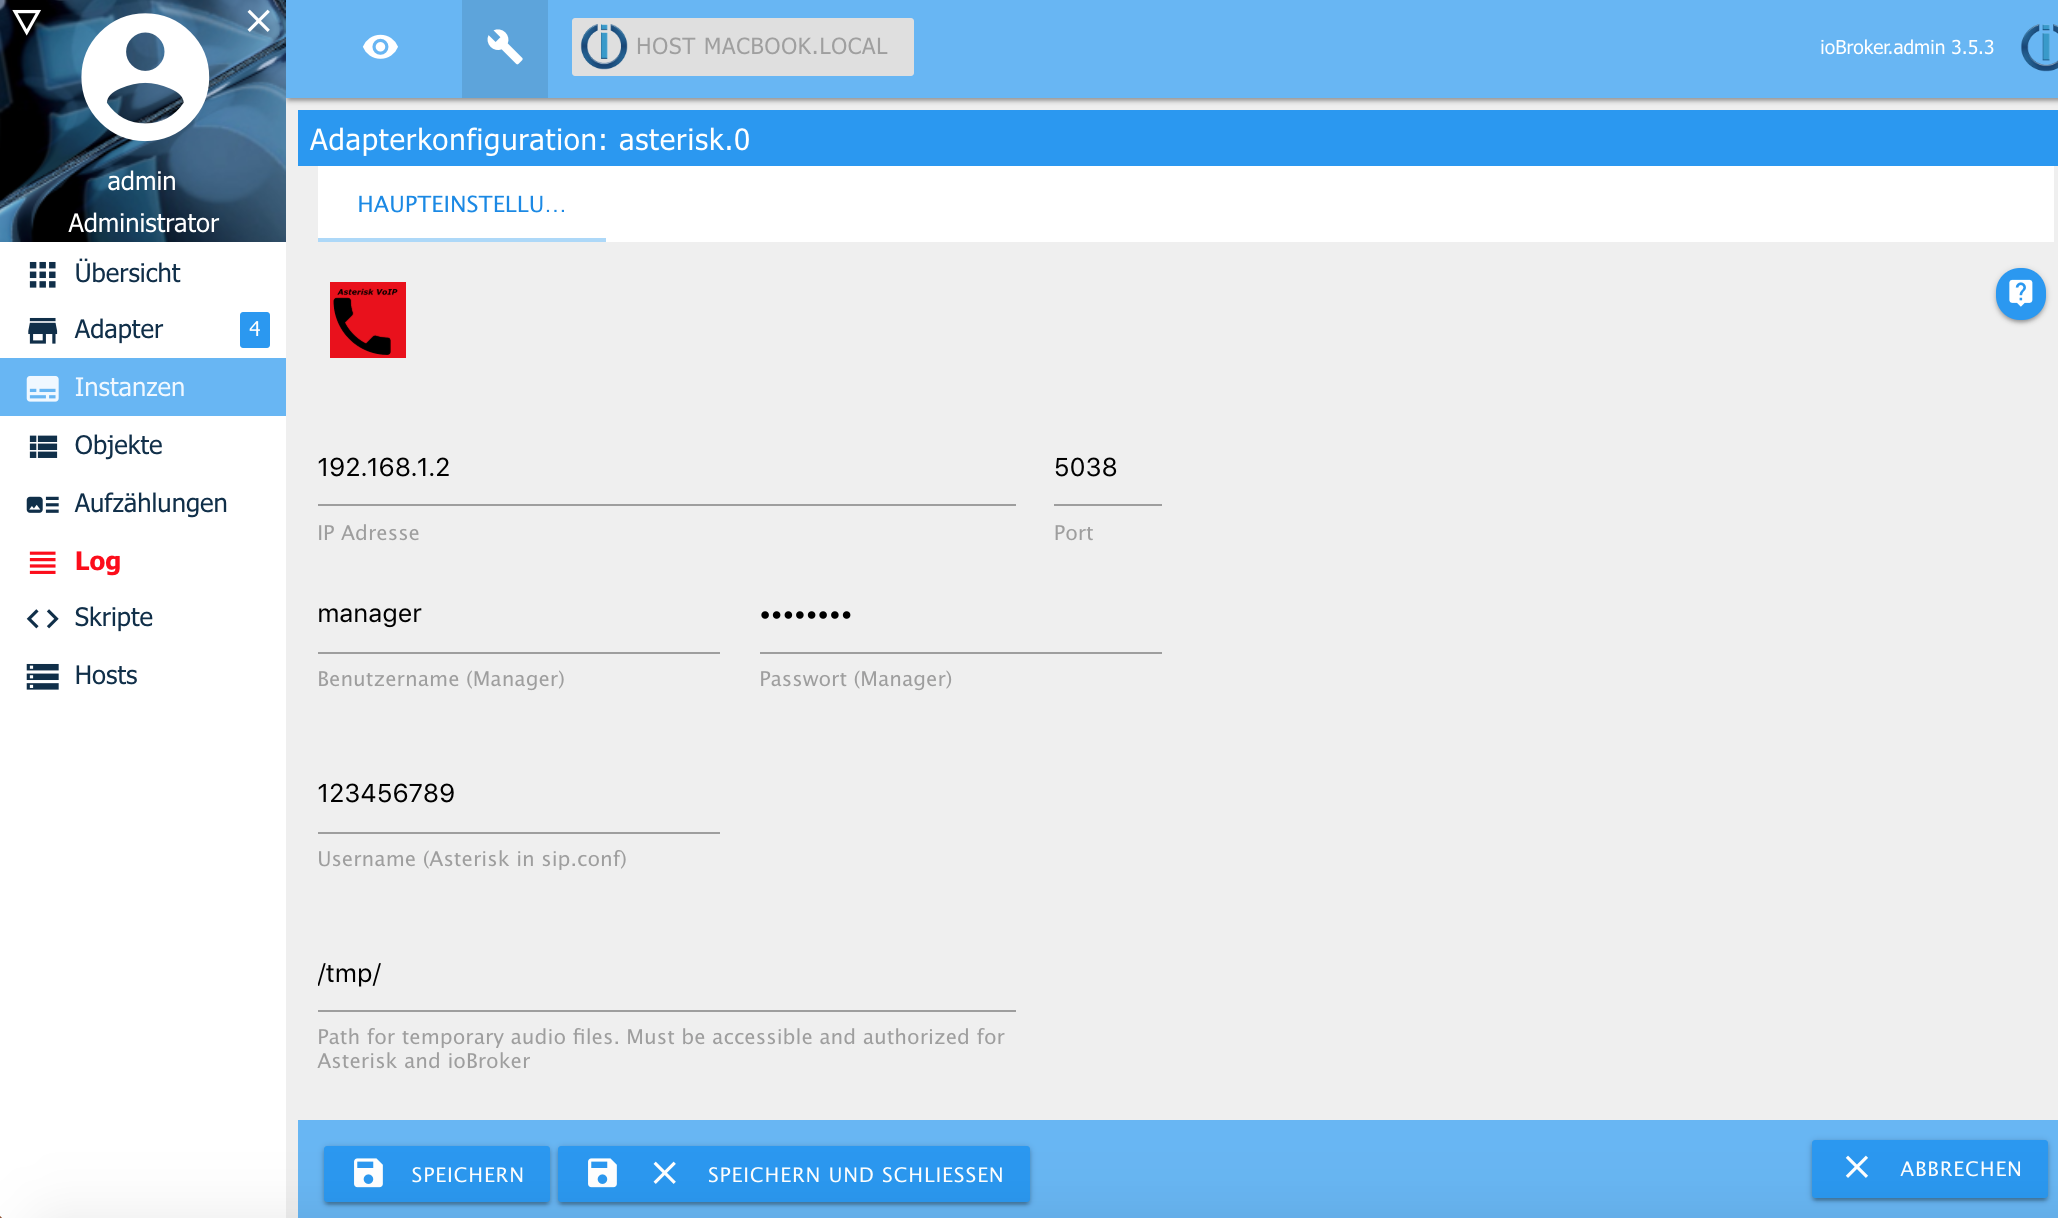 admin
Administrator
Übersicht
Adapter
4
Instanzen
Objekte
Aufzählungen
Log
Skripte
Hosts
HOST MACBOOK.LOCAL
ioBroker.admin 3.5.3
Adapterkonfiguration: asterisk.0
HAUPTEINSTELLU...
Asterisk VoIP
192.168.1.2
IP Adresse
5038
Port
manager
Benutzername (Manager)
••••••••
Passwort (Manager)
123456789
Username (Asterisk in sip.conf)
/tmp/
Path for temporary audio files. Must be accessible and authorized for
Asterisk and ioBroker
SPEICHERN
SPEICHERN UND SCHLIESSEN
ABBRECHEN